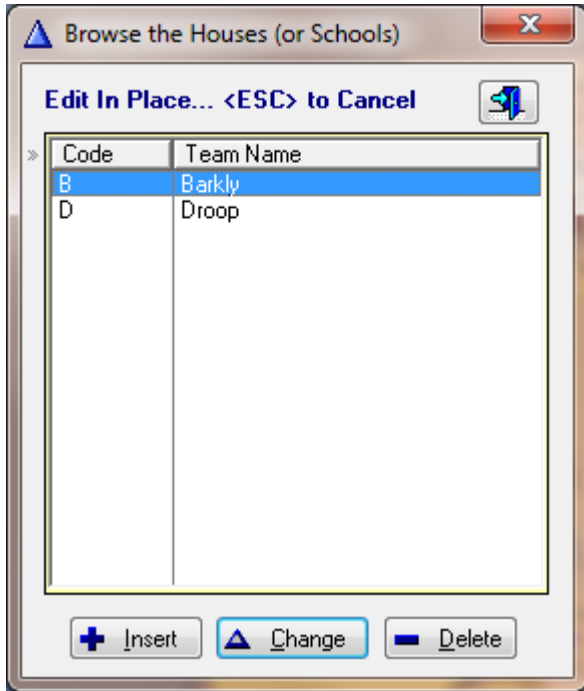 Browse the Houses (or Schools)
Edit In Place... <ESC> to Cancel
Code Team Name
B Barkly
D Droop
Insert Change Delete